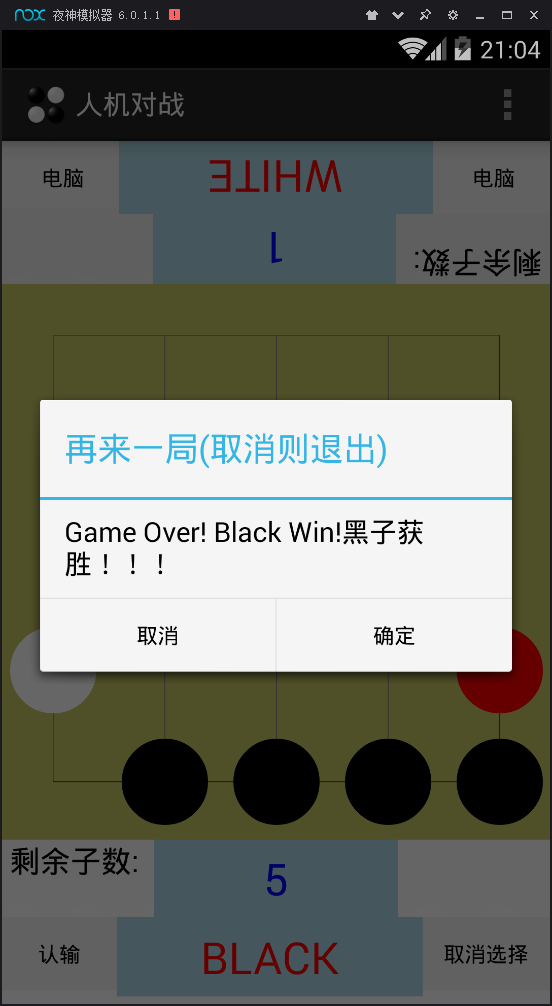 nox 夜神模拟器 6.0.1.1
21:04
人机对战
电脑 WHITE 电脑
1 剩余子数:
再来一局(取消则退出)
Game Over! Black Win!黑子获
胜！！！
取消 确定
剩余子数: 5
认输 BLACK 取消选择